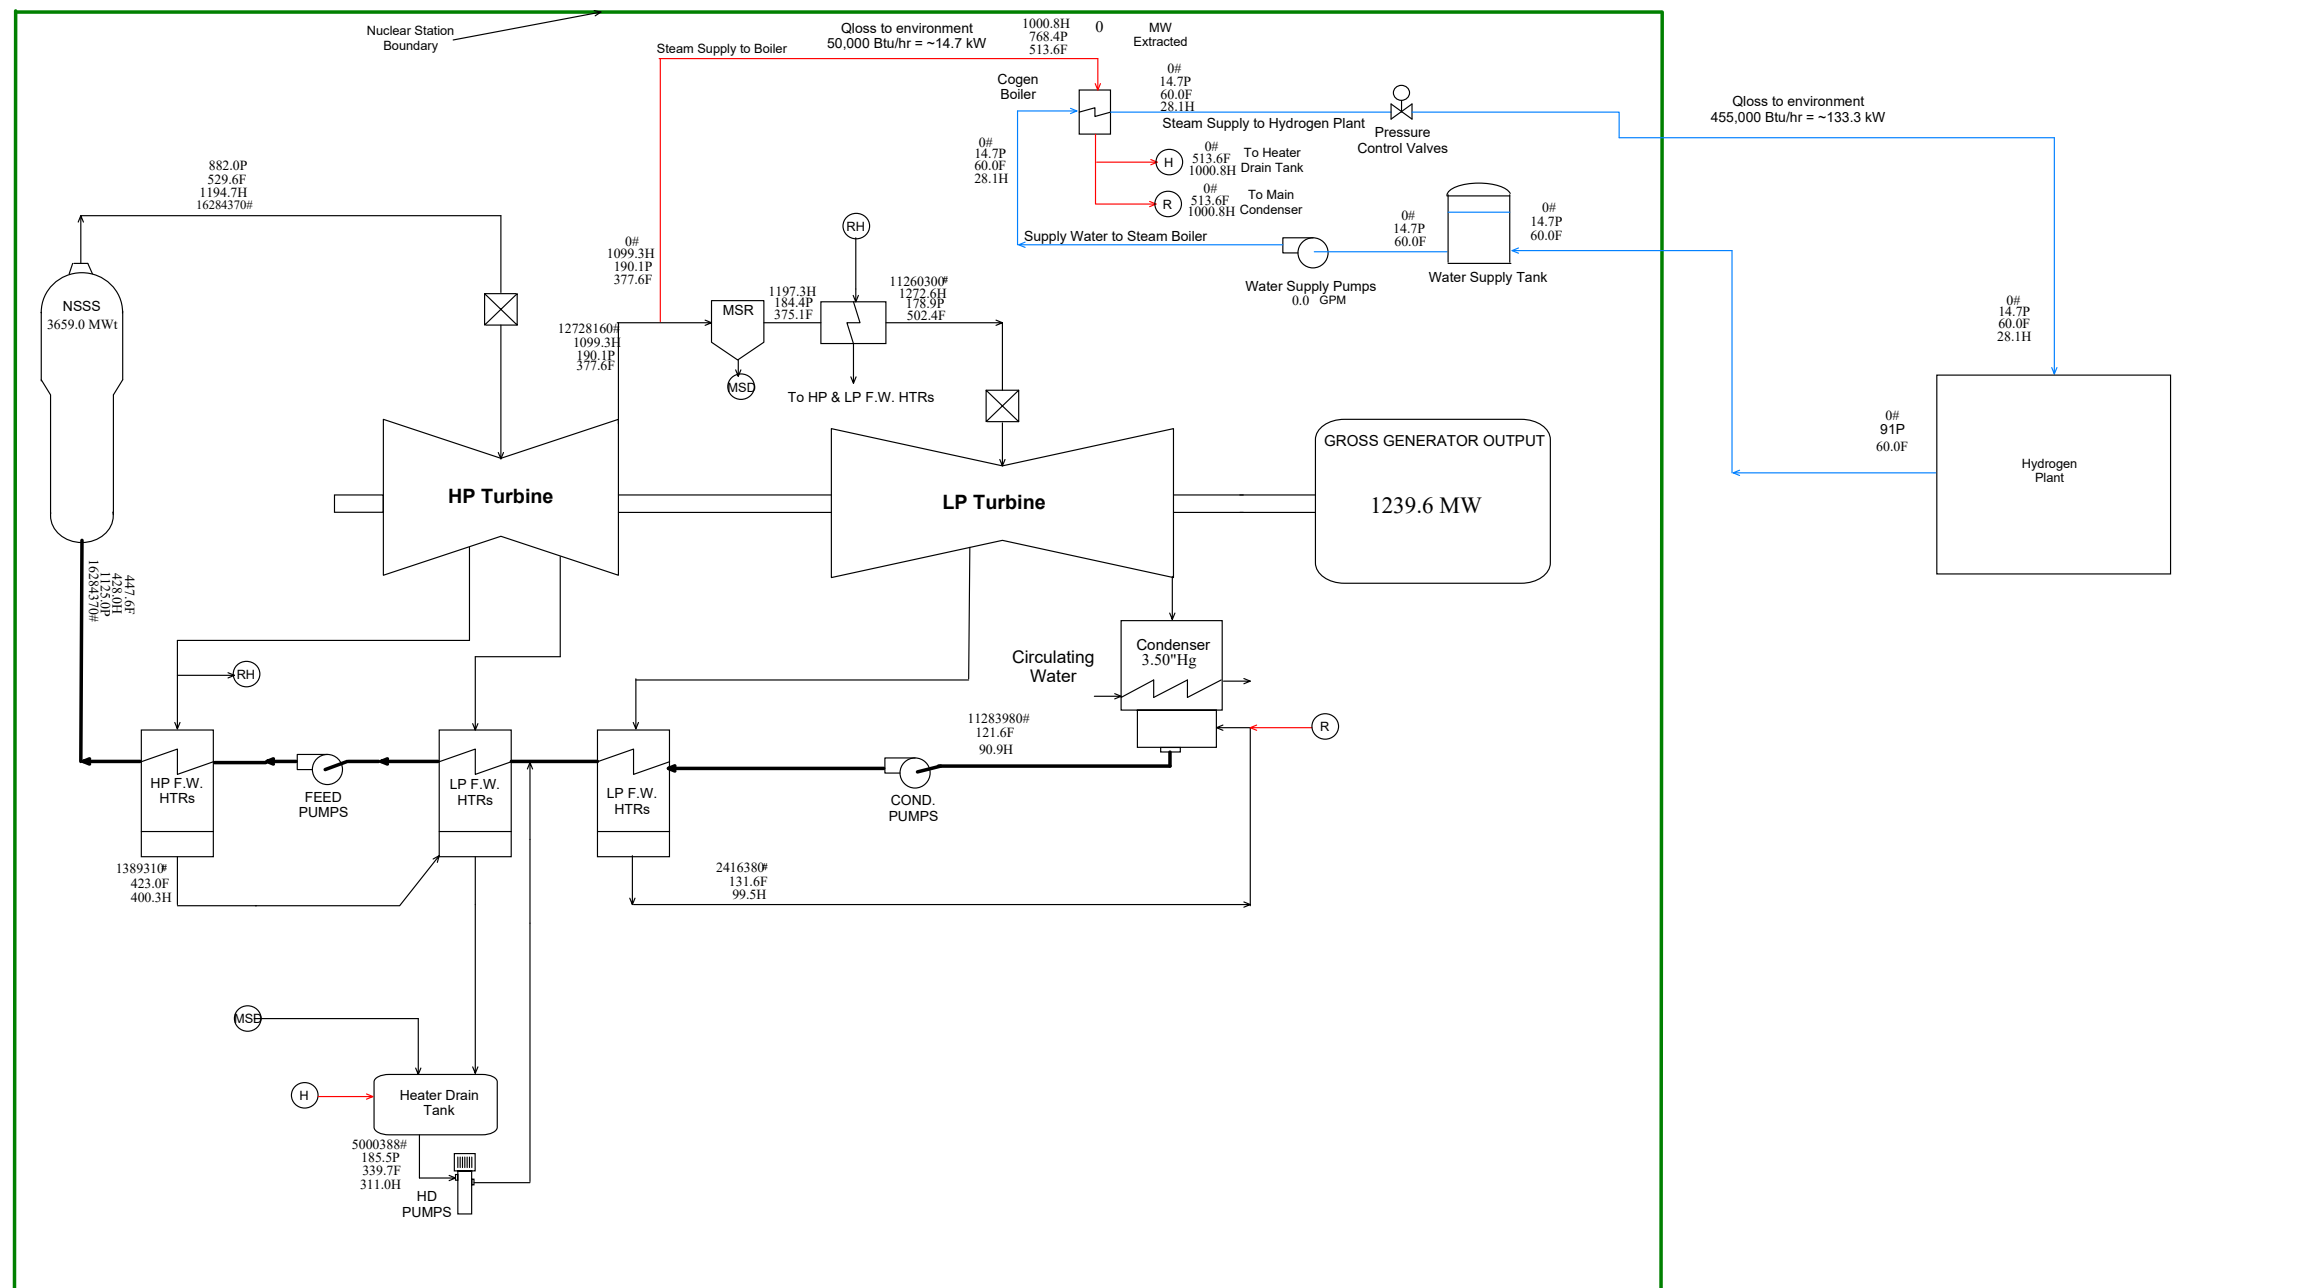 Nuclear Station
Boundary
Qloss to environment
50,000 Btu/hr = ~14.7 kW
Steam Supply to Boiler
1000.8H
768.4P
513.6F
0
MW
Extracted
Cogen
Boiler
0#
14.7P
60.0F
28.1H
Steam Supply to Hydrogen Plant
Pressure
Control Valves
Qloss to environment
455,000 Btu/hr = ~133.3 kW
0#
14.7P
60.0F
28.1H
H
0#
513.6F
1000.8H
To Heater
Drain Tank
R
0#
513.6F
1000.8H
To Main
Condenser
Supply Water to Steam Boiler
Water Supply Pumps
0.0 GPM
0#
14.7P
60.0F
Water Supply Tank
0#
14.7P
60.0F
882.0P
529.6F
1194.7H
16284370#
NSSS
3659.0 MWt
0#
1099.3H
190.1P
377.6F
12728160#
1099.3H
190.1P
377.6F
MSR
MSD
1197.3H
184.4P
375.1F
RH
11260300#
1272.6H
178.9P
502.4F
To HP & LP F.W. HTRs
HP Turbine
LP Turbine
GROSS GENERATOR OUTPUT
1239.6 MW
0#
14.7P
60.0F
28.1H
0#
91P
60.0F
Hydrogen
Plant
447.6F
428.0H
1125.0P
16284370#
RH
Circulating
Water
Condenser
3.50"Hg
R
11283980#
121.6F
90.9H
HP F.W.
HTRs
FEED
PUMPS
LP F.W.
HTRs
LP F.W.
HTRs
COND.
PUMPS
1389310#
423.0F
400.3H
2416380#
131.6F
99.5H
MSD
H
Heater Drain
Tank
5000388#
185.5P
339.7F
311.0H
HD
PUMPS